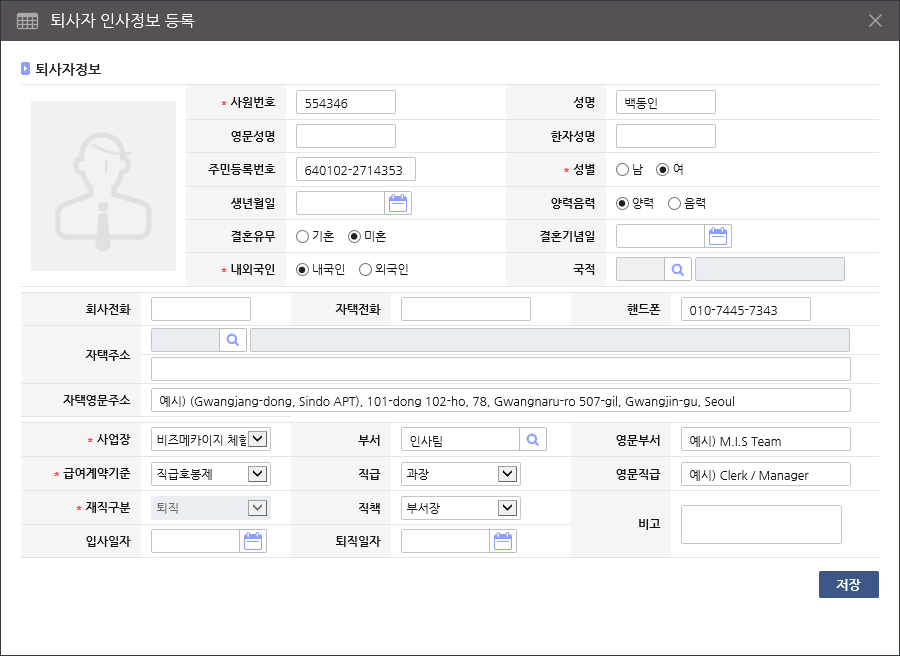 퇴사자 인사정보 등록
퇴사자정보
* 사원번호 554346 성명 백동인
영문성명 한자성명
주민등록번호 640102-2714353 * 성별 남 여
생년월일 양력음력 양력 음력
결혼유무 기혼 미혼 결혼기념일
* 내외국인 내국인 외국인 국적
회사전화 자택전화 핸드폰 010-7445-7343
자택주소
자택영문주소 예시) (Gwangjang-dong, Sindo APT), 101-dong 102-ho, 78, Gwangnaru-ro 507-gil, Gwangjin-gu, Seoul
* 사업장 비즈메카이지 체험 부서 인사팀 영문부서 예시) M.I.S Team
* 급여계약기준 직급호봉제 직급 과장 영문직급 예시) Clerk / Manager
* 재직구분 퇴직 직책 부서장 비고
입사일자 퇴직일자
저장